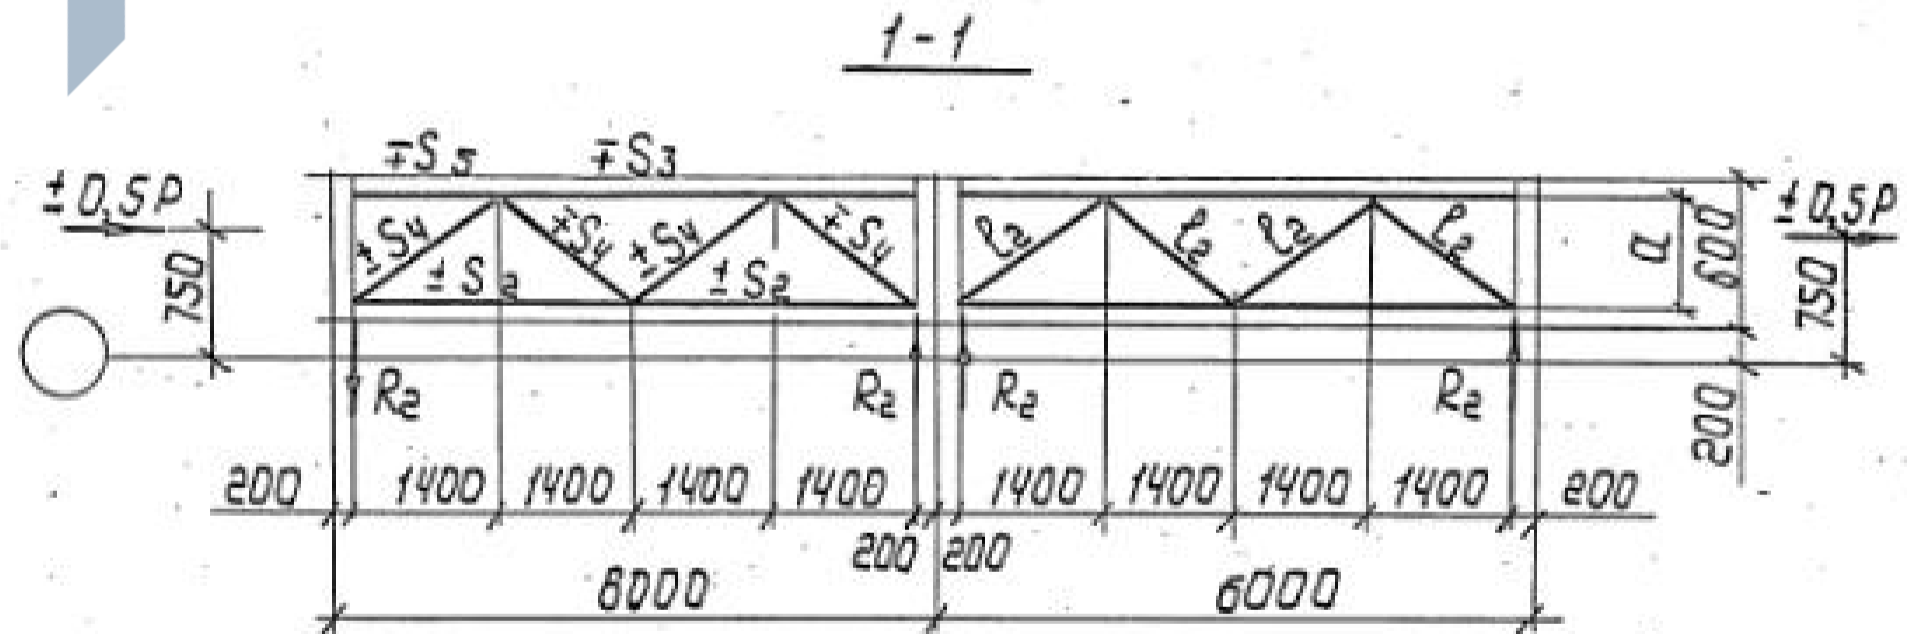 1-1
∓S3 ∓S3
±0,5P ±0,5P
±S4 ∓S4 ±S4 ∓S4 ℓ2 ℓ2 ℓ2 ℓ2
±S2 ±S2
750 a 600 750
R2 R2 R2 R2
200
200 1400 1400 1400 1400 1400 1400 1400 1400 200
200 200
6000 6000